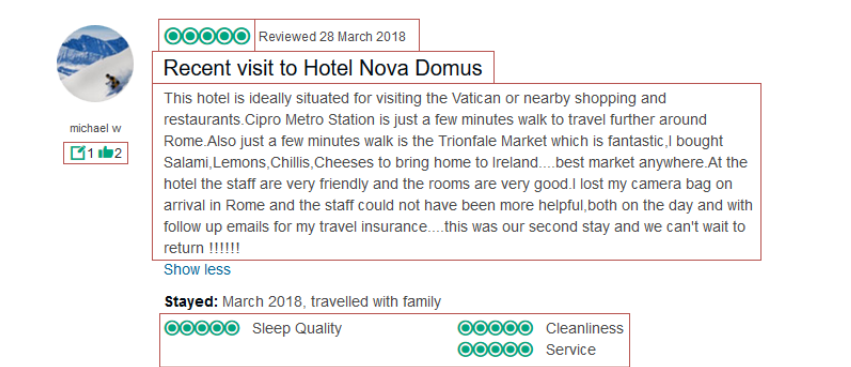 Reviewed 28 March 2018
Recent visit to Hotel Nova Domus
This hotel is ideally situated for visiting the Vatican or nearby shopping and
restaurants.Cipro Metro Station is just a few minutes walk to travel further around
Rome.Also just a few minutes walk is the Trionfale Market which is fantastic,I bought
Salami,Lemons,Chillis,Cheeses to bring home to Ireland....best market anywhere.At the
hotel the staff are very friendly and the rooms are very good.I lost my camera bag on
arrival in Rome and the staff could not have been more helpful,both on the day and with
follow up emails for my travel insurance....this was our second stay and we can't wait to
return !!!!!!
Show less
michael w
1 2
Stayed: March 2018, travelled with family
Sleep Quality
Cleanliness
Service